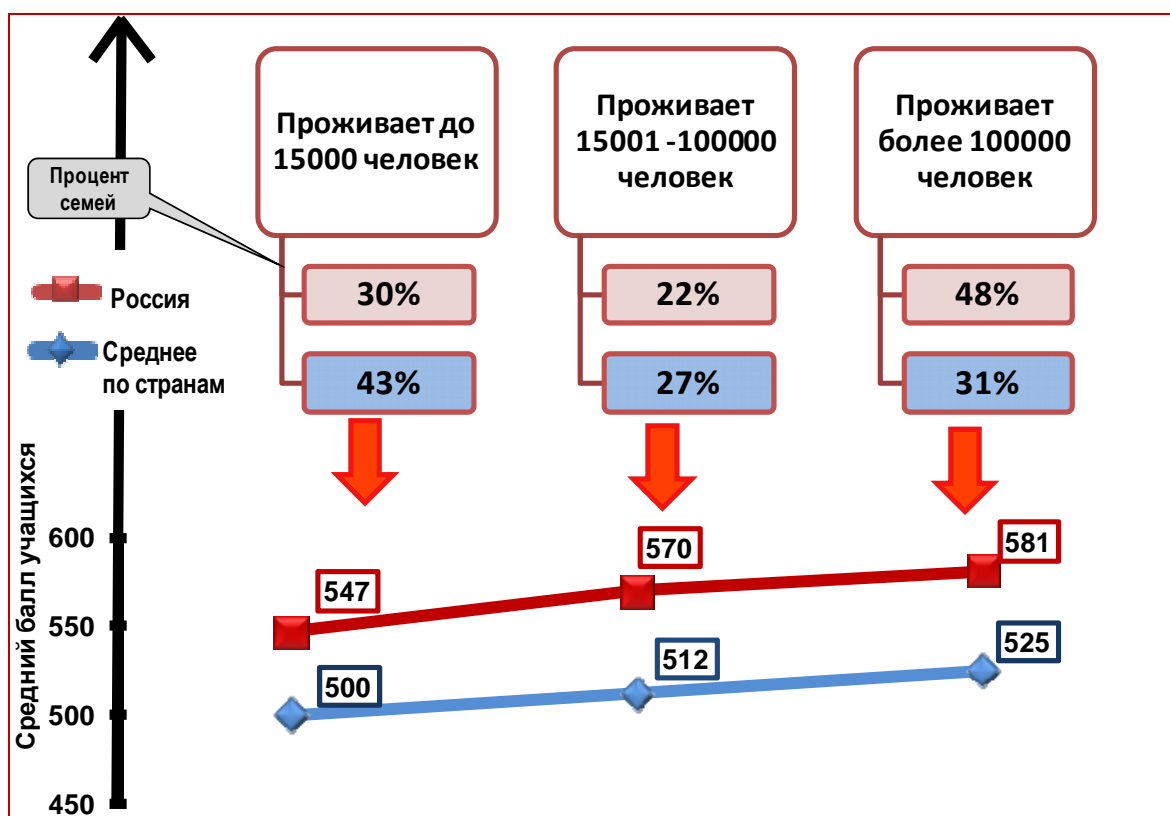 Проживает до
15000 человек
Проживает
15001 -100000
человек
Проживает
более 100000
человек
Процент
семей
30%
22%
48%
Россия
Среднее
по странам
43%
27%
31%
Средний балл учащихся
600
550
500
450
547
570
581
500
512
525